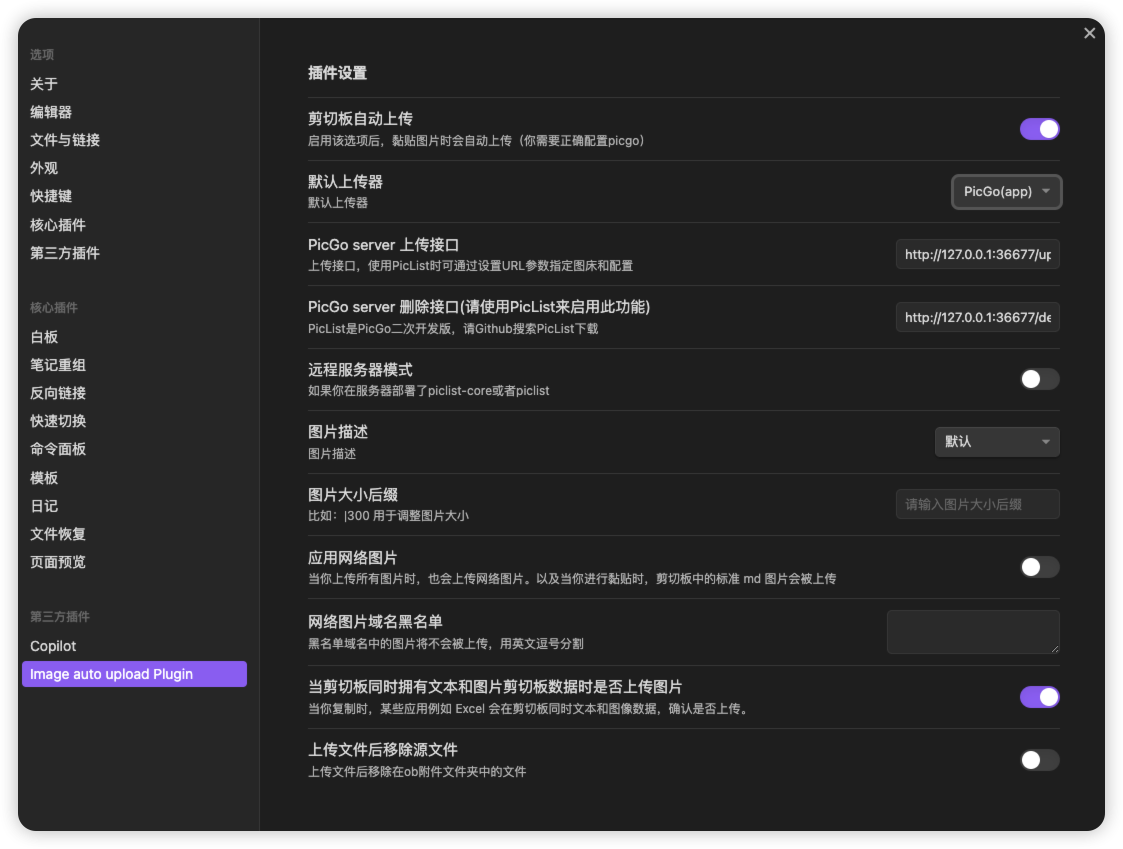 选项
关于
编辑器
文件与链接
外观
快捷键
核心插件
第三方插件
核心插件
白板
笔记重组
反向链接
快速切换
命令面板
模板
日记
文件恢复
页面预览
第三方插件
Copilot
Image auto upload Plugin
插件设置
剪切板自动上传
启用该选项后，黏贴图片时会自动上传（你需要正确配置picgo）
默认上传器
默认上传器
PicGo(app)
PicGo server 上传接口
上传接口，使用PicList时可通过设置URL参数指定图床和配置
http://127.0.0.1:36677/up
PicGo server 删除接口(请使用PicList来启用此功能)
PicList是PicGo二次开发版，请Github搜索PicList下载
http://127.0.0.1:36677/de
远程服务器模式
如果你在服务器部署了piclist-core或者piclist
图片描述
图片描述
默认
图片大小后缀
比如：|300 用于调整图片大小
请输入图片大小后缀
应用网络图片
当你上传所有图片时，也会上传网络图片。以及当你进行黏贴时，剪切板中的标准 md 图片会被上传
网络图片域名黑名单
黑名单域名中的图片将不会被上传，用英文逗号分割
当剪切板同时拥有文本和图片剪切板数据时是否上传图片
当你复制时，某些应用例如 Excel 会在剪切板同时文本和图像数据，确认是否上传。
上传文件后移除源文件
上传文件后移除在ob附件文件夹中的文件